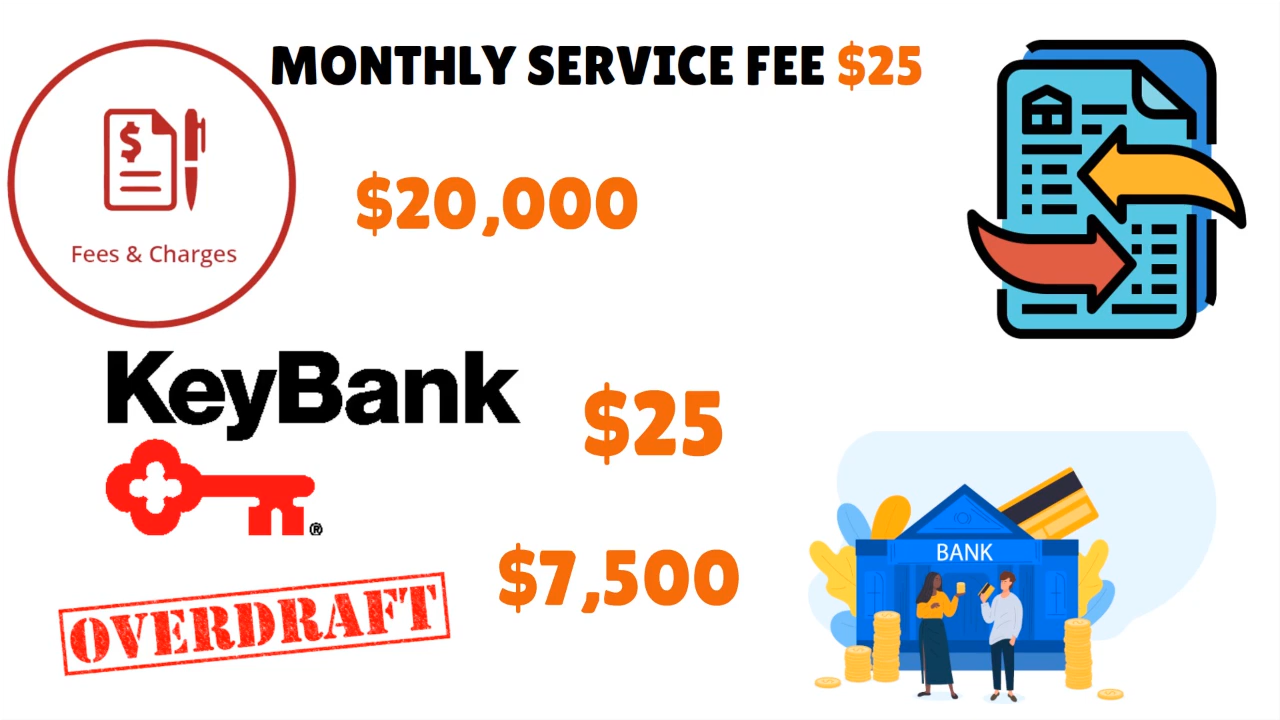 MONTHLY SERVICE FEE $25
$
Fees & Charges
$20,000
KeyBank
®
$25
$7,500
OVERDRAFT
BANK